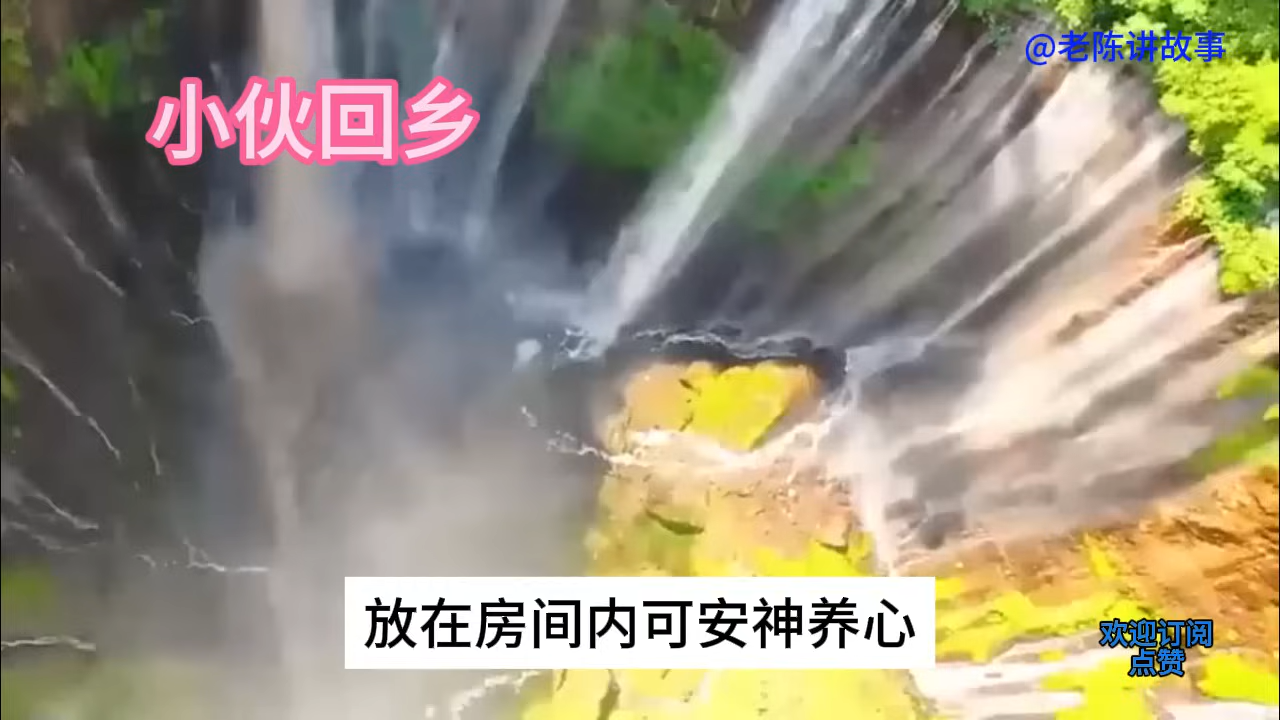 @老陈讲故事
小伙回乡
放在房间内可安神养心
欢迎订阅
点赞